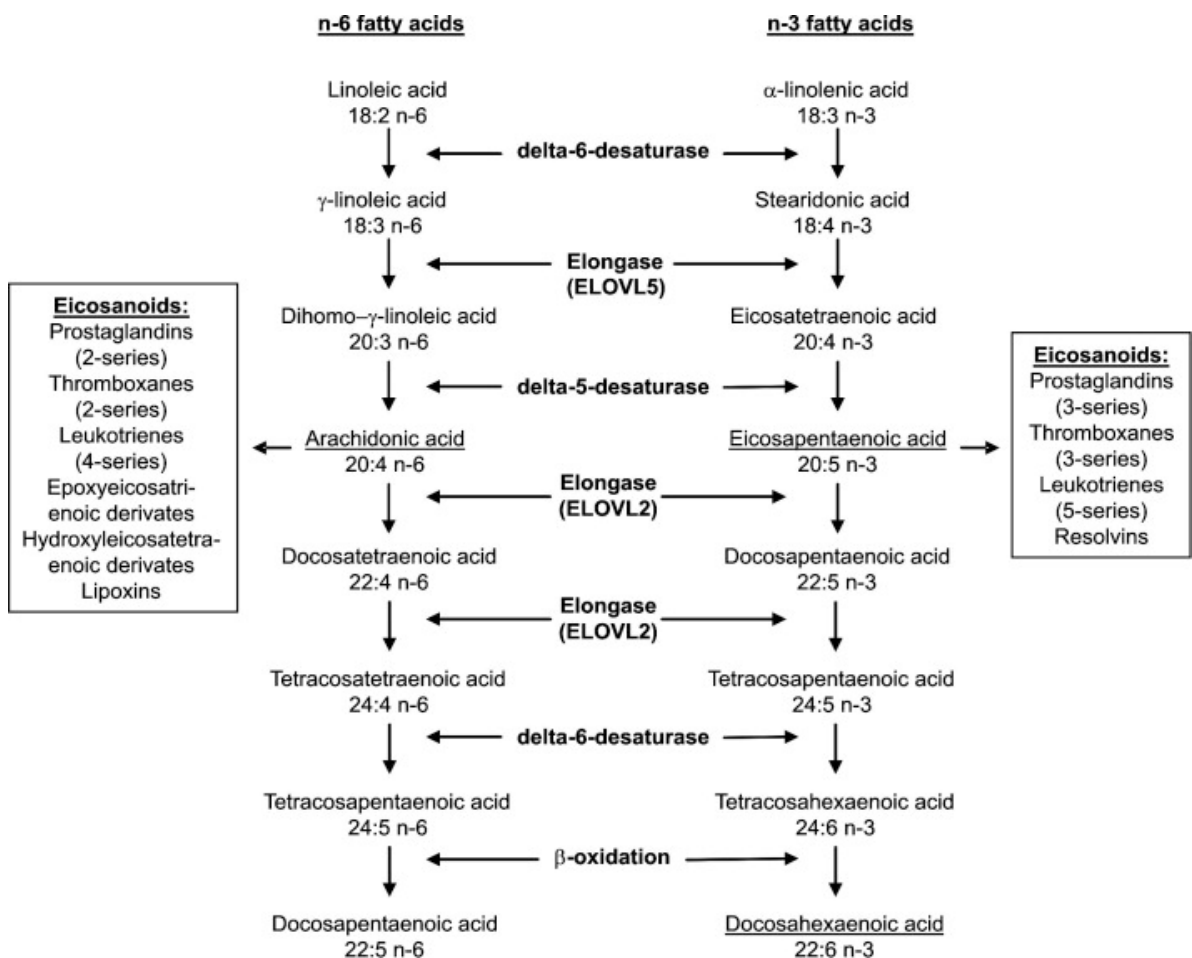 n-6 fatty acids
n-3 fatty acids
Linoleic acid
18:2 n-6
α-linolenic acid
18:3 n-3
delta-6-desaturase
γ-linoleic acid
18:3 n-6
Stearidonic acid
18:4 n-3
Elongase
(ELOVL5)
Dihomo–γ-linoleic acid
20:3 n-6
Eicosatetraenoic acid
20:4 n-3
delta-5-desaturase
Arachidonic acid
20:4 n-6
Eicosapentaenoic acid
20:5 n-3
Elongase
(ELOVL2)
Docosatetraenoic acid
22:4 n-6
Docosapentaenoic acid
22:5 n-3
Elongase
(ELOVL2)
Tetracosatetraenoic acid
24:4 n-6
Tetracosapentaenoic acid
24:5 n-3
delta-6-desaturase
Tetracosapentaenoic acid
24:5 n-6
Tetracosahexaenoic acid
24:6 n-3
β-oxidation
Docosapentaenoic acid
22:5 n-6
Docosahexaenoic acid
22:6 n-3
Eicosanoids:
Prostaglandins
(2-series)
Thromboxanes
(2-series)
Leukotrienes
(4-series)
Epoxyeicosatri-
enoic derivates
Hydroxyleicosatetra-
enoic derivates
Lipoxins
Eicosanoids:
Prostaglandins
(3-series)
Thromboxanes
(3-series)
Leukotrienes
(5-series)
Resolvins